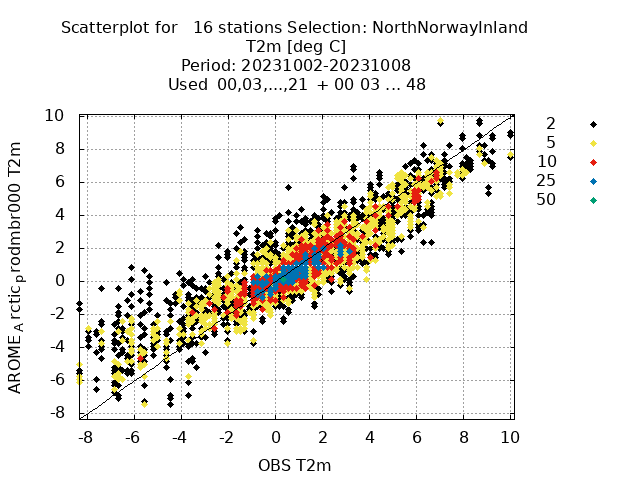 Scatterplot for 16 stations Selection: NorthNorwayInland
T2m [deg C]
Period: 20231002-20231008
Used 00,03,...,21 + 00 03 ... 48
AROME_Arctic_prodmbr000 T2m
10
8
6
4
2
0
-2
-4
-6
-8
-8 -6 -4 -2 0 2 4 6 8 10
OBS T2m
2
5
10
25
50